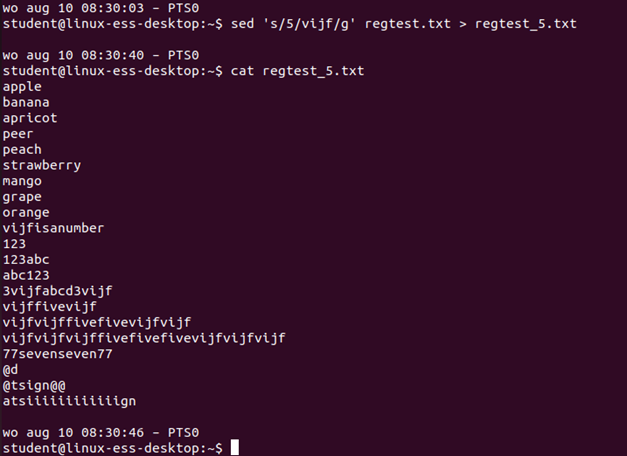 wo aug 10 08:30:03 – PTS0
student@linux-ess-desktop:~$ sed 's/5/vijf/g' regtest.txt > regtest_5.txt
wo aug 10 08:30:40 – PTS0
student@linux-ess-desktop:~$ cat regtest_5.txt
apple
banana
apricot
peer
peach
strawberry
mango
grape
orange
vijfisanumber
123
123abc
abc123
3vijfabcd3vijf
vijffivevijf
vijfvijffivefivevijfvijf
vijfvijfvijffivefivefivevijfvijfvijf
77sevenseven77
@d
@tsign@@
atsiiiiiiiiiiign
wo aug 10 08:30:46 – PTS0
student@linux-ess-desktop:~$